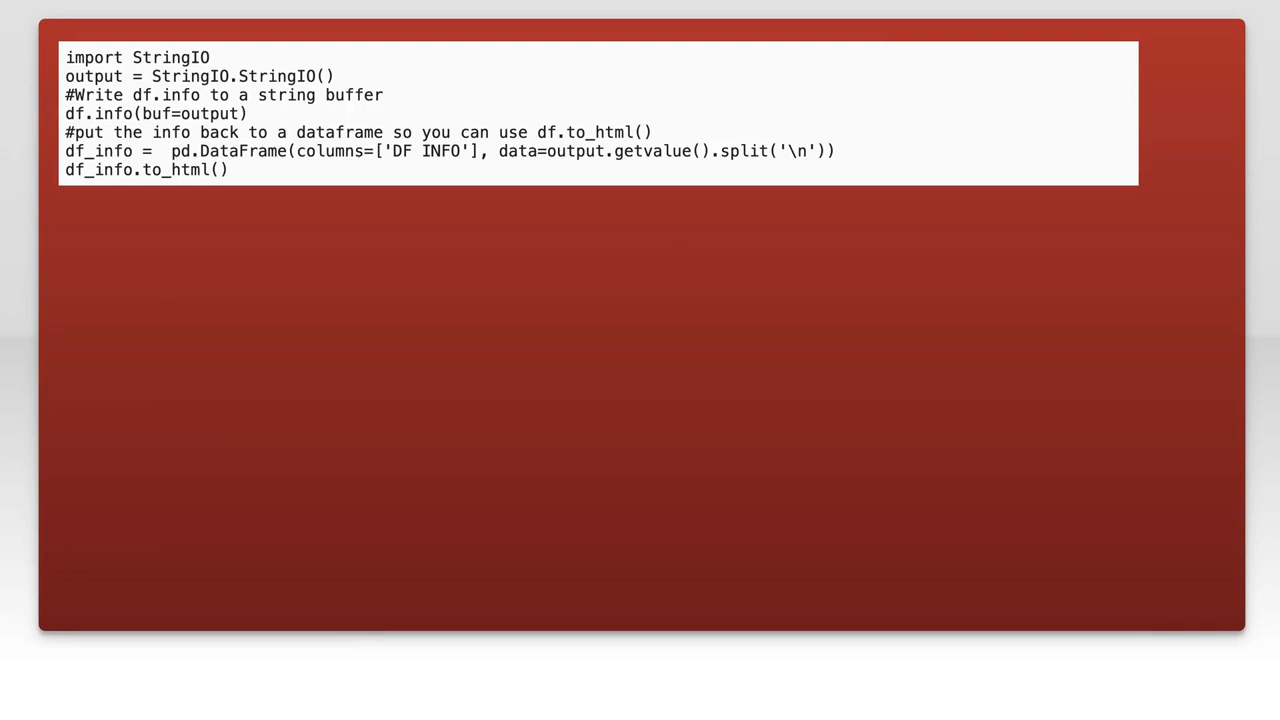 import StringIO
output = StringIO.StringIO()
#Write df.info to a string buffer
df.info(buf=output)
#put the info back to a dataframe so you can use df.to_html()
df_info =  pd.DataFrame(columns=['DF INFO'], data=output.getvalue().split('\n'))
df_info.to_html()